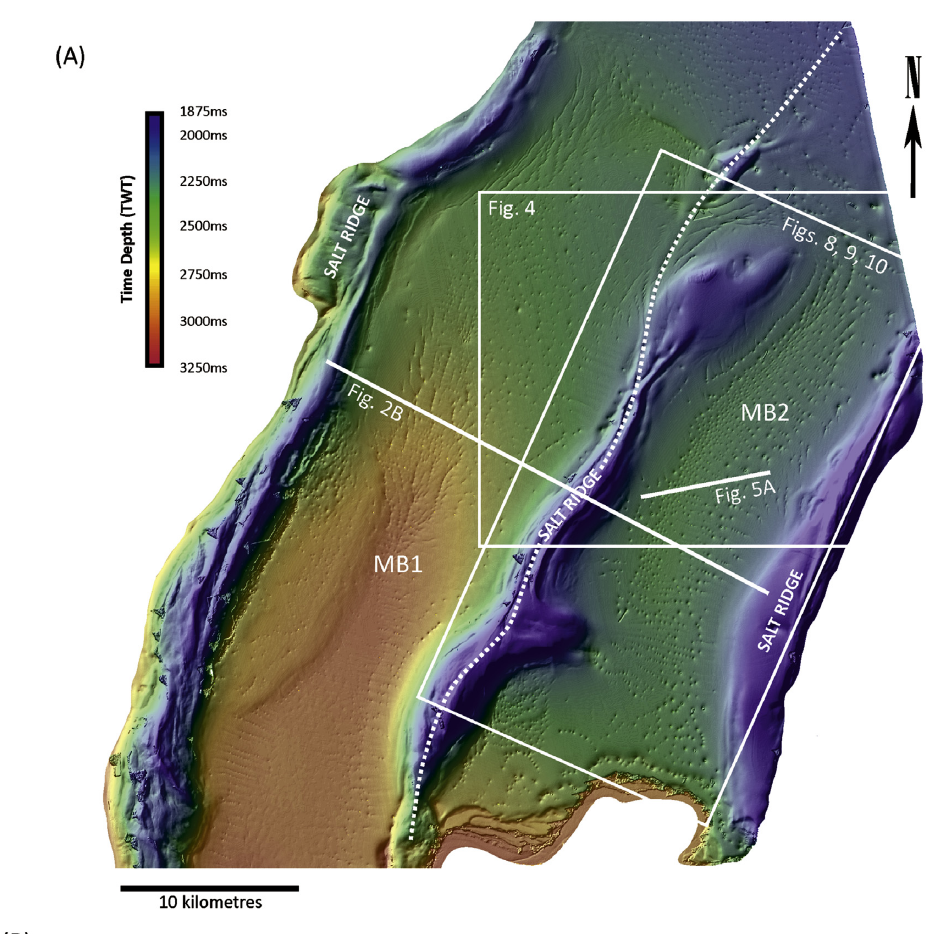 (A)
N
Time Depth (TWT)
1875ms
2000ms
2250ms
2500ms
2750ms
3000ms
3250ms
SALT RIDGE
Fig. 4
Figs. 8, 9, 10
Fig. 2B
MB2
Fig. 5A
SALT RIDGE
MB1
SALT RIDGE
10 kilometres